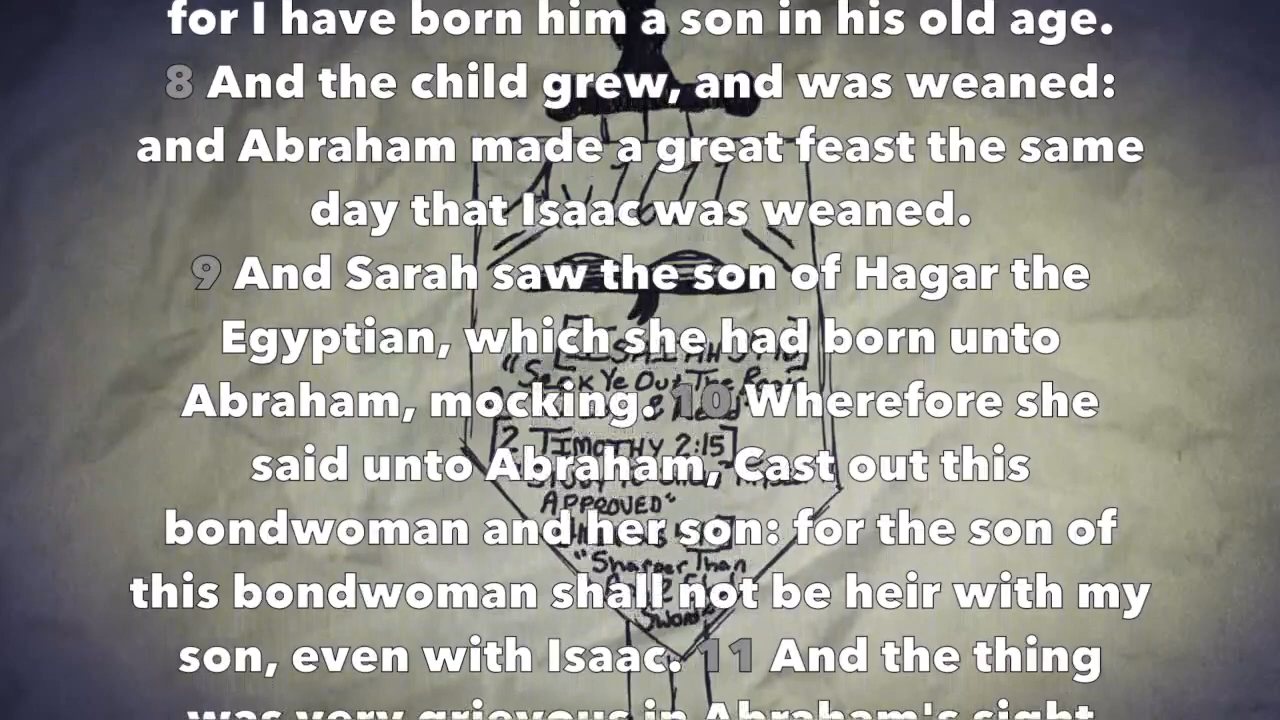 for I have born him a son in his old age.
8 And the child grew, and was weaned:
and Abraham made a great feast the same
day that Isaac was weaned.
9 And Sarah saw the son of Hagar the
Egyptian, which she had born unto
Abraham, mocking. 10 Wherefore she
said unto Abraham, Cast out this
bondwoman and her son: for the son of
this bondwoman shall not be heir with my
son, even with Isaac. 11 And the thing
was very grievous in Abraham's sight
Av 1611
"Seek Ye Out The
[2 TIMOTHY 2:15]
APPROVED"
"Sharper Than
Sword"